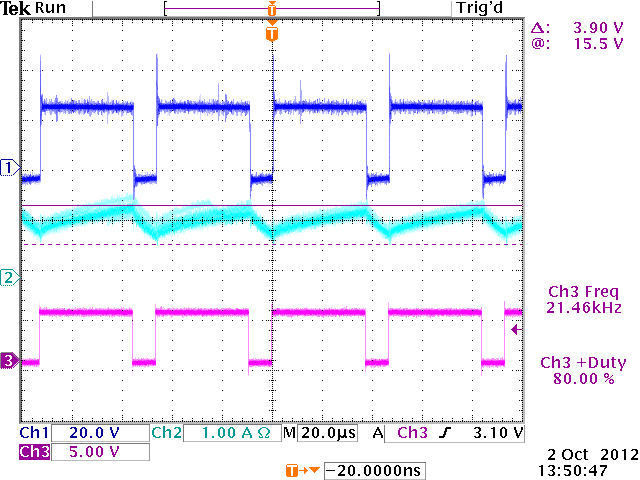 Tek Run Trig'd
T
T
Δ: 3.90 V
@: 15.5 V
1
2
Ch3 Freq
21.46kHz
3
Ch3 +Duty
80.00 %
Ch1 20.0 V Ch2 1.00 A Ω M 20.0µs A Ch3 ƒ 3.10 V
Ch3 5.00 V
2 Oct 2012
T→▼ −20.0000ns
13:50:47